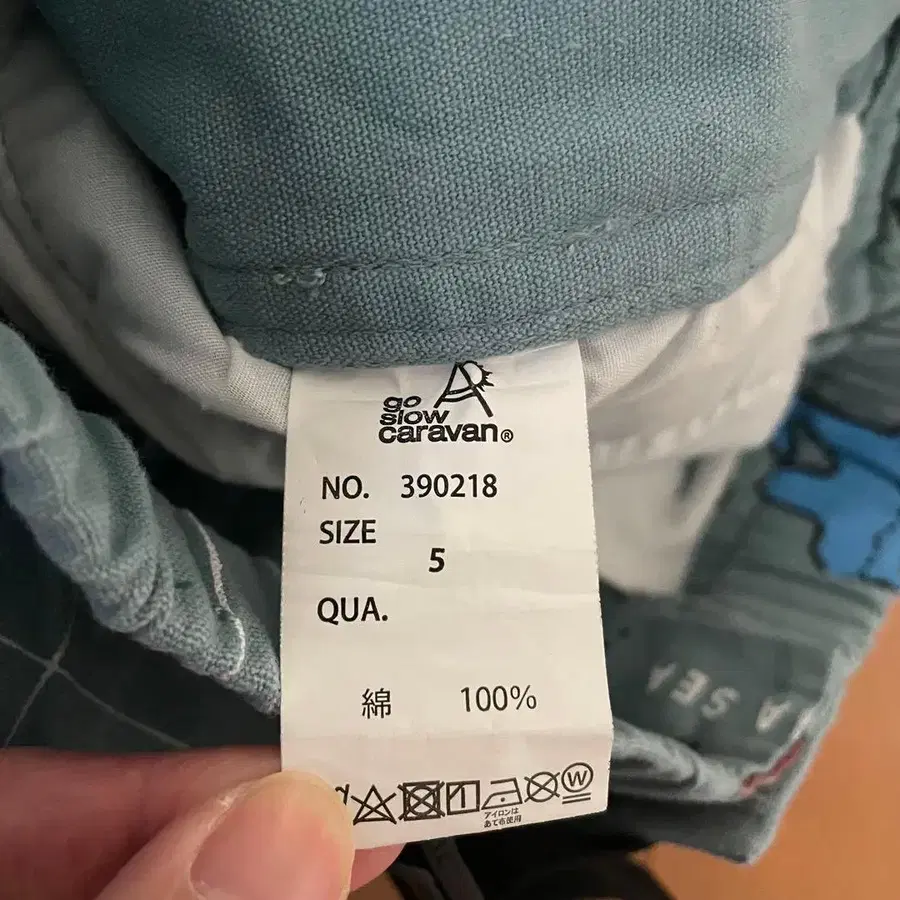 go
slow
caravan®
NO. 390218
SIZE
5
QUA.
綿 100%
W
アイロンは
あて布使用
A SEA